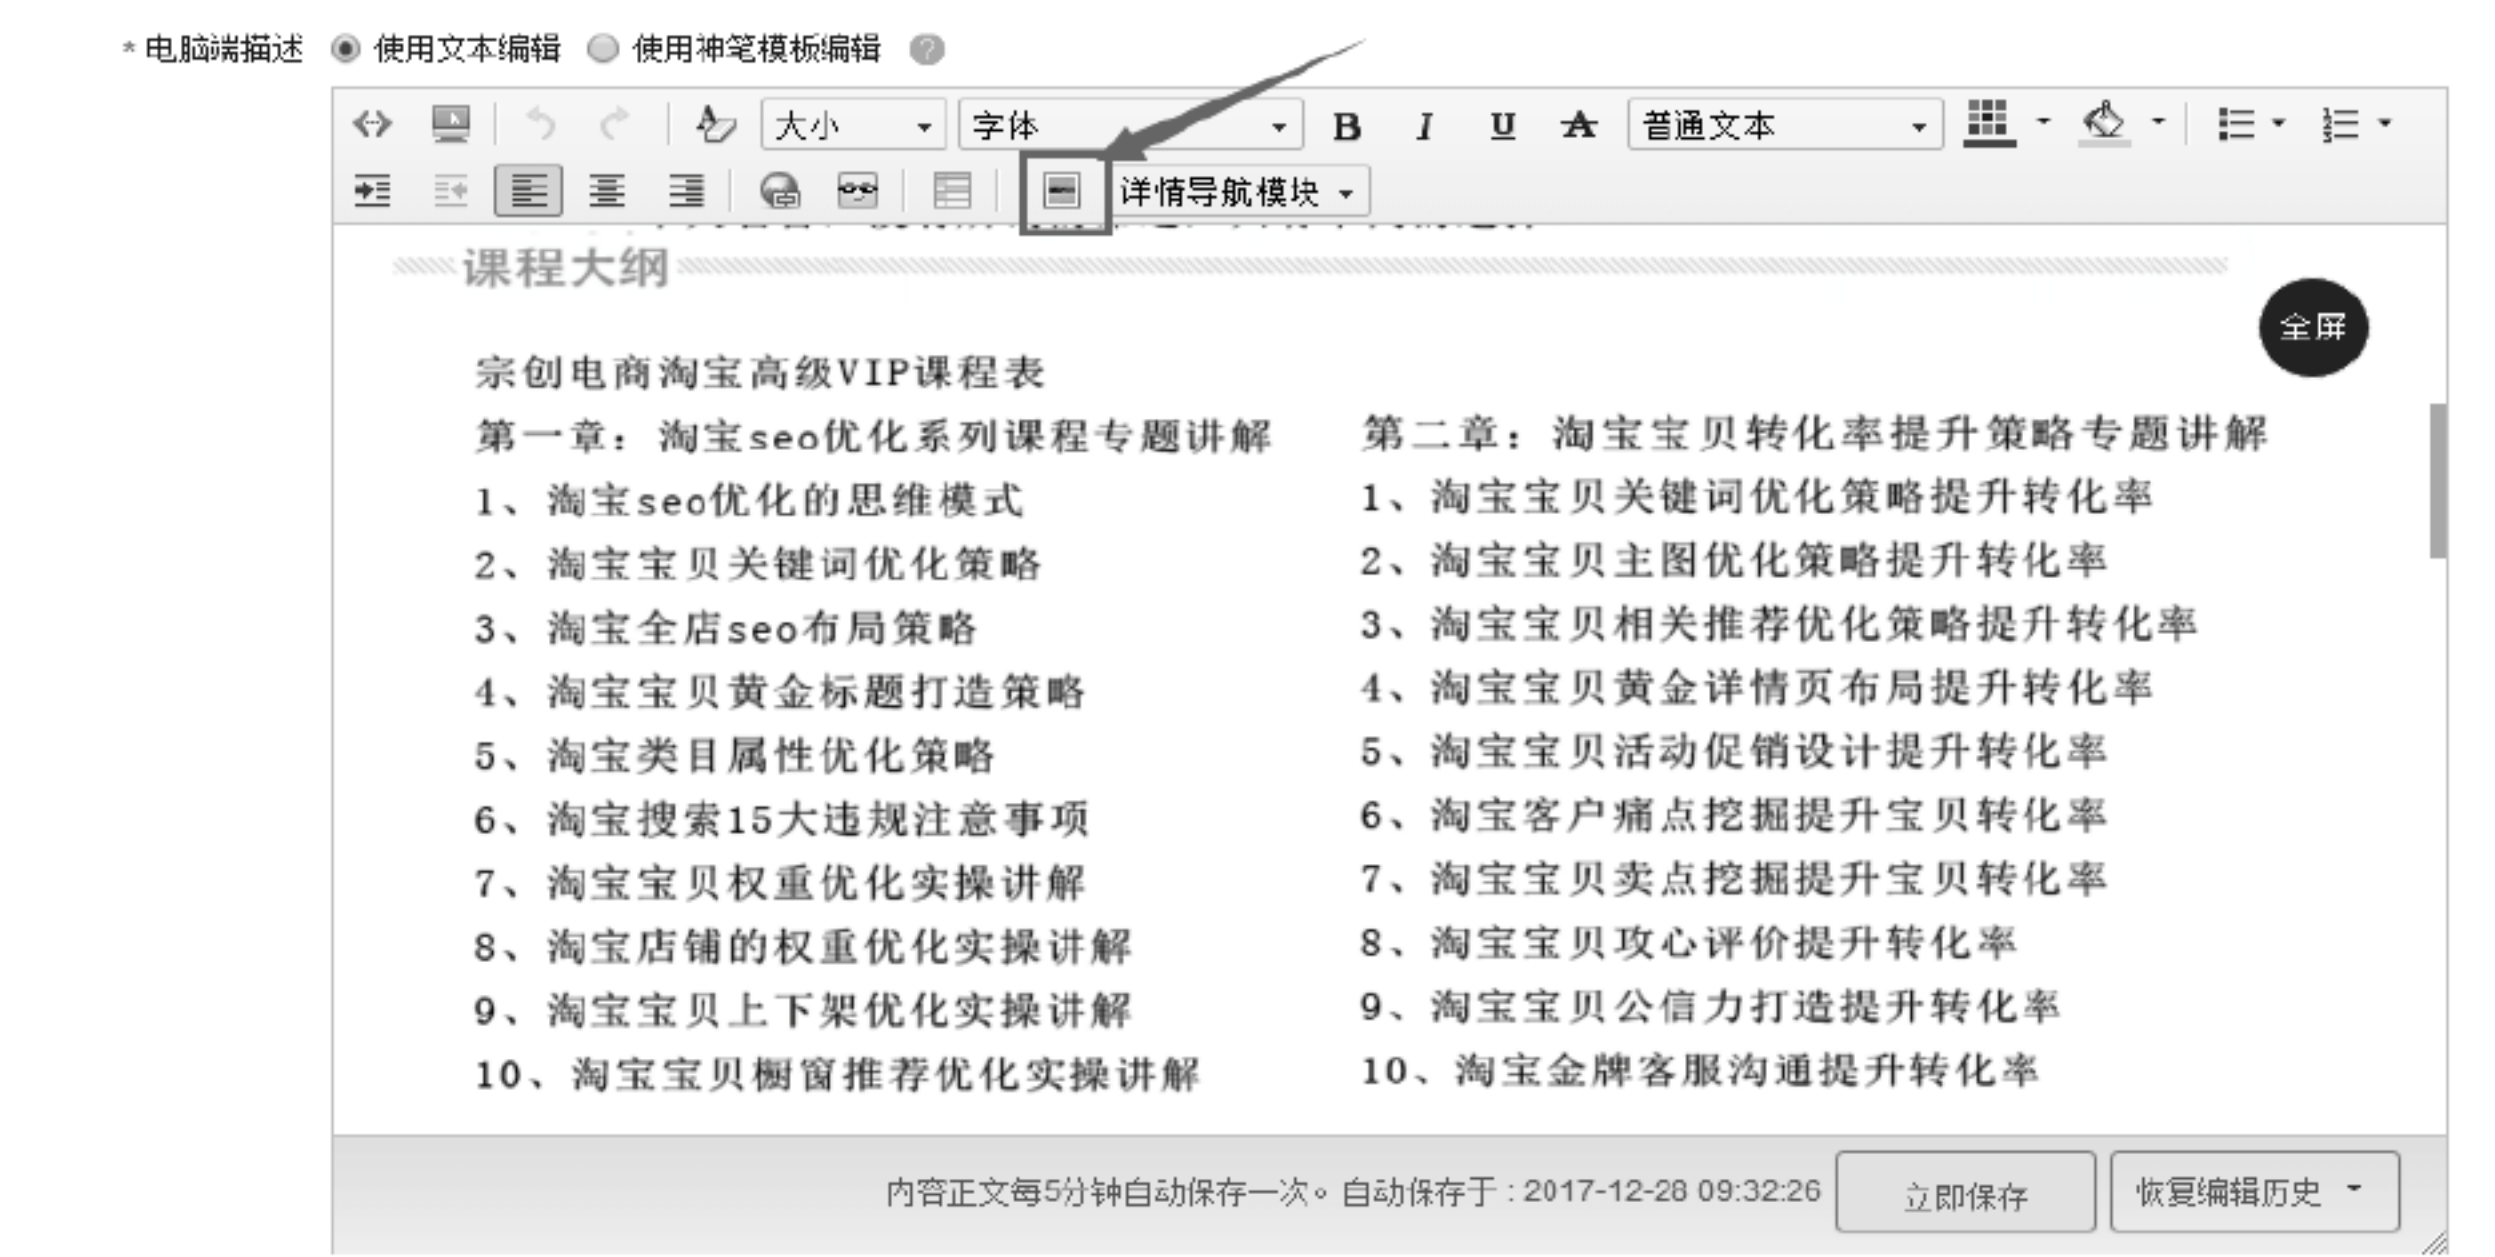 * 电脑端描述 使用文本编辑 使用神笔模板编辑 ?
大小 字体 B I U A 普通文本
详情导航模块
课程大纲
全屏
宗创电商淘宝高级VIP课程表
第一章：淘宝seo优化系列课程专题讲解
1、淘宝seo优化的思维模式
2、淘宝宝贝关键词优化策略
3、淘宝全店seo布局策略
4、淘宝宝贝黄金标题打造策略
5、淘宝类目属性优化策略
6、淘宝搜索15大违规注意事项
7、淘宝宝贝权重优化实操讲解
8、淘宝店铺的权重优化实操讲解
9、淘宝宝贝上下架优化实操讲解
10、淘宝宝贝橱窗推荐优化实操讲解
第二章：淘宝宝贝转化率提升策略专题讲解
1、淘宝宝贝关键词优化策略提升转化率
2、淘宝宝贝主图优化策略提升转化率
3、淘宝宝贝相关推荐优化策略提升转化率
4、淘宝宝贝黄金详情页布局提升转化率
5、淘宝宝贝活动促销设计提升转化率
6、淘宝客户痛点挖掘提升宝贝转化率
7、淘宝宝贝卖点挖掘提升宝贝转化率
8、淘宝宝贝攻心评价提升转化率
9、淘宝宝贝公信力打造提升转化率
10、淘宝金牌客服沟通提升转化率
内容正文每5分钟自动保存一次。自动保存于：2017-12-28 09:32:26 立即保存 恢复编辑历史